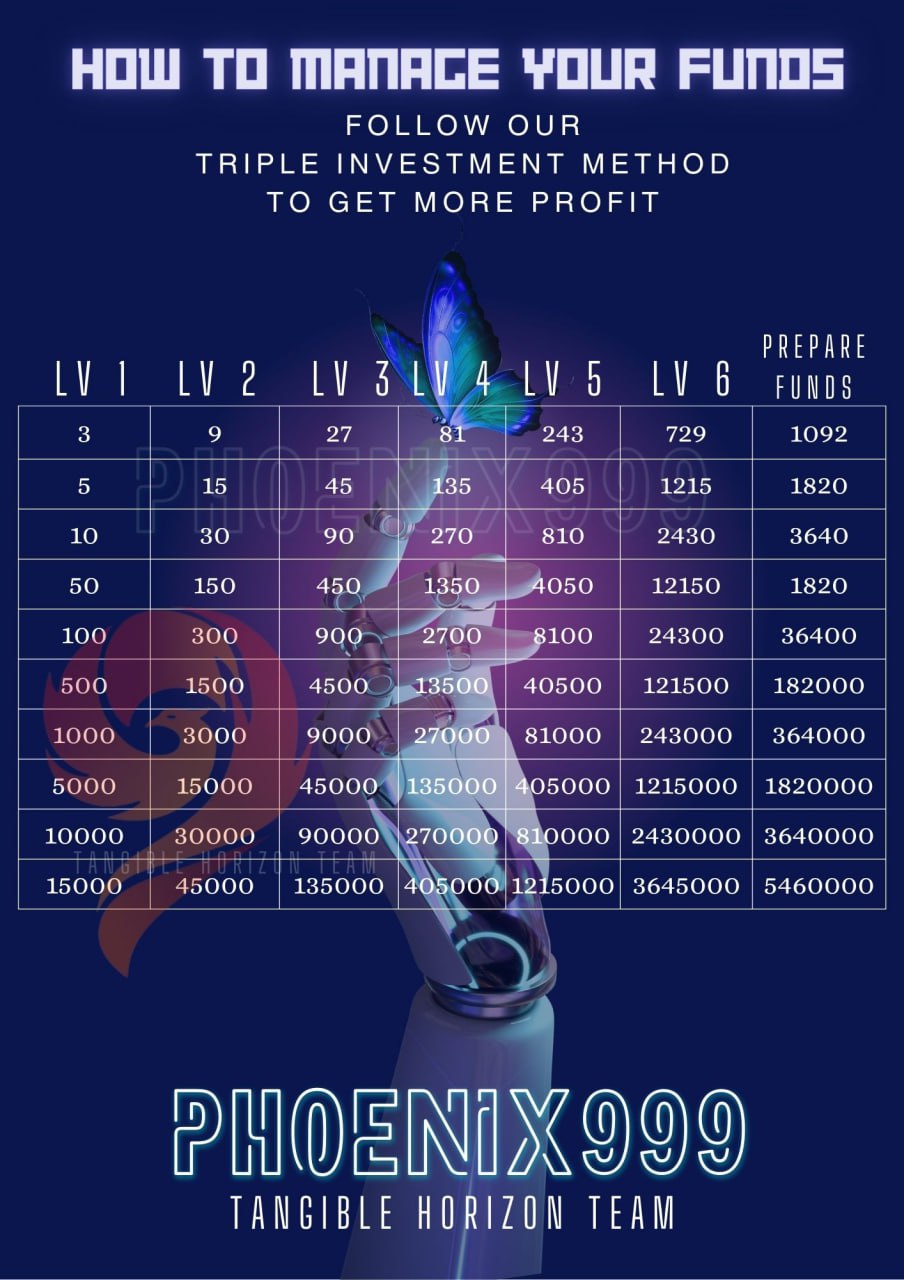 HOW TO MANAGE YOUR FUNDS
FOLLOW OUR
TRIPLE INVESTMENT METHOD
TO GET MORE PROFIT
LV 1 LV 2 LV 3 LV 4 LV 5 LV 6 PREPARE FUNDS
3 9 27 81 243 729 1092
PHOENIX999
5 15 45 135 405 1215 1820
10 30 90 270 810 2430 3640
50 150 450 1350 4050 12150 1820
100 300 900 2700 8100 24300 36400
500 1500 4500 13500 40500 121500 182000
1000 3000 9000 27000 81000 243000 364000
5000 15000 45000 135000 405000 1215000 1820000
10000 30000 90000 270000 810000 2430000 3640000
TANGIBLE HORIZON TEAM
15000 45000 135000 405000 1215000 3645000 5460000
PHOENIX999
TANGIBLE HORIZON TEAM